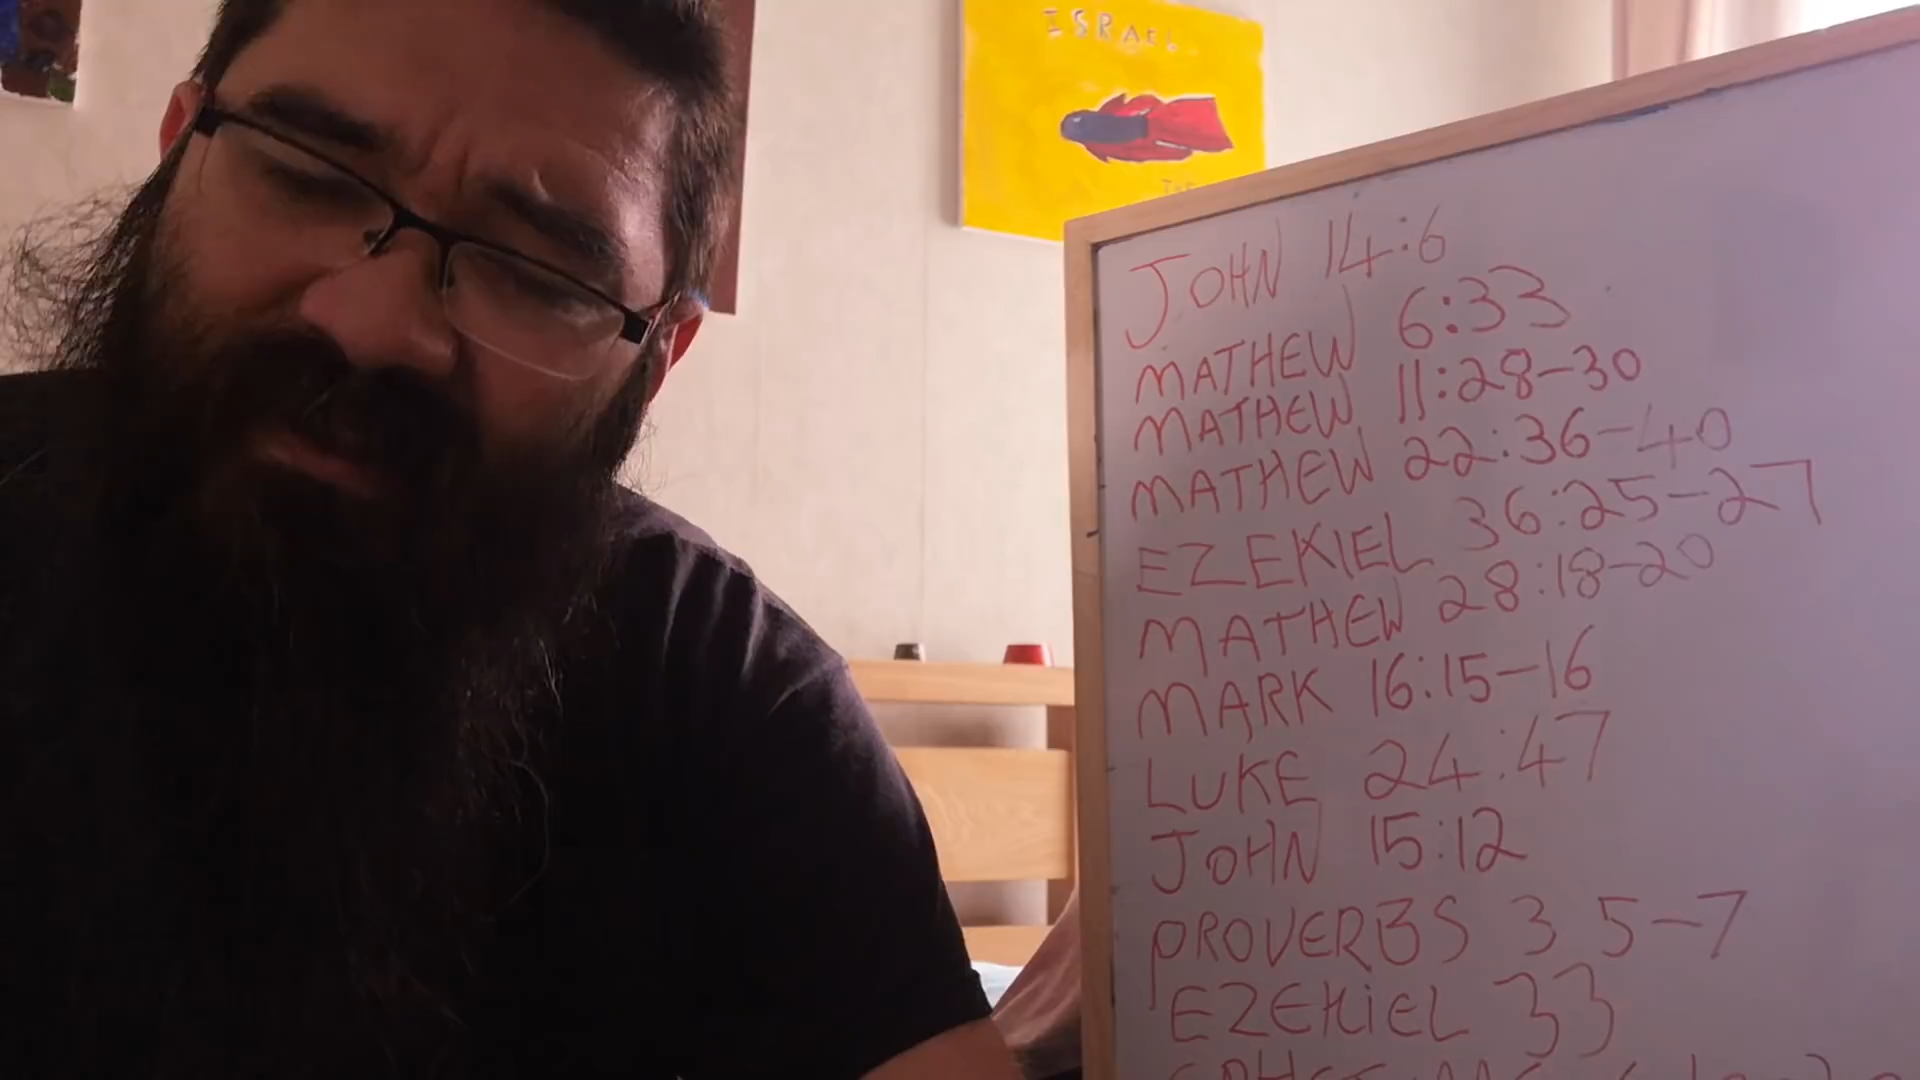 ISRAEL
JOHN 14:6
MATHEW 6:33
MATHEW 11:28-30
MATHEW 22:36-40
EZEKIEL 36:25-27
MATHEW 28:18-20
MARK 16:15-16
LUKE 24:47
JOHN 15:12
PROVERBS 3 5-7
EZEKIEL 33